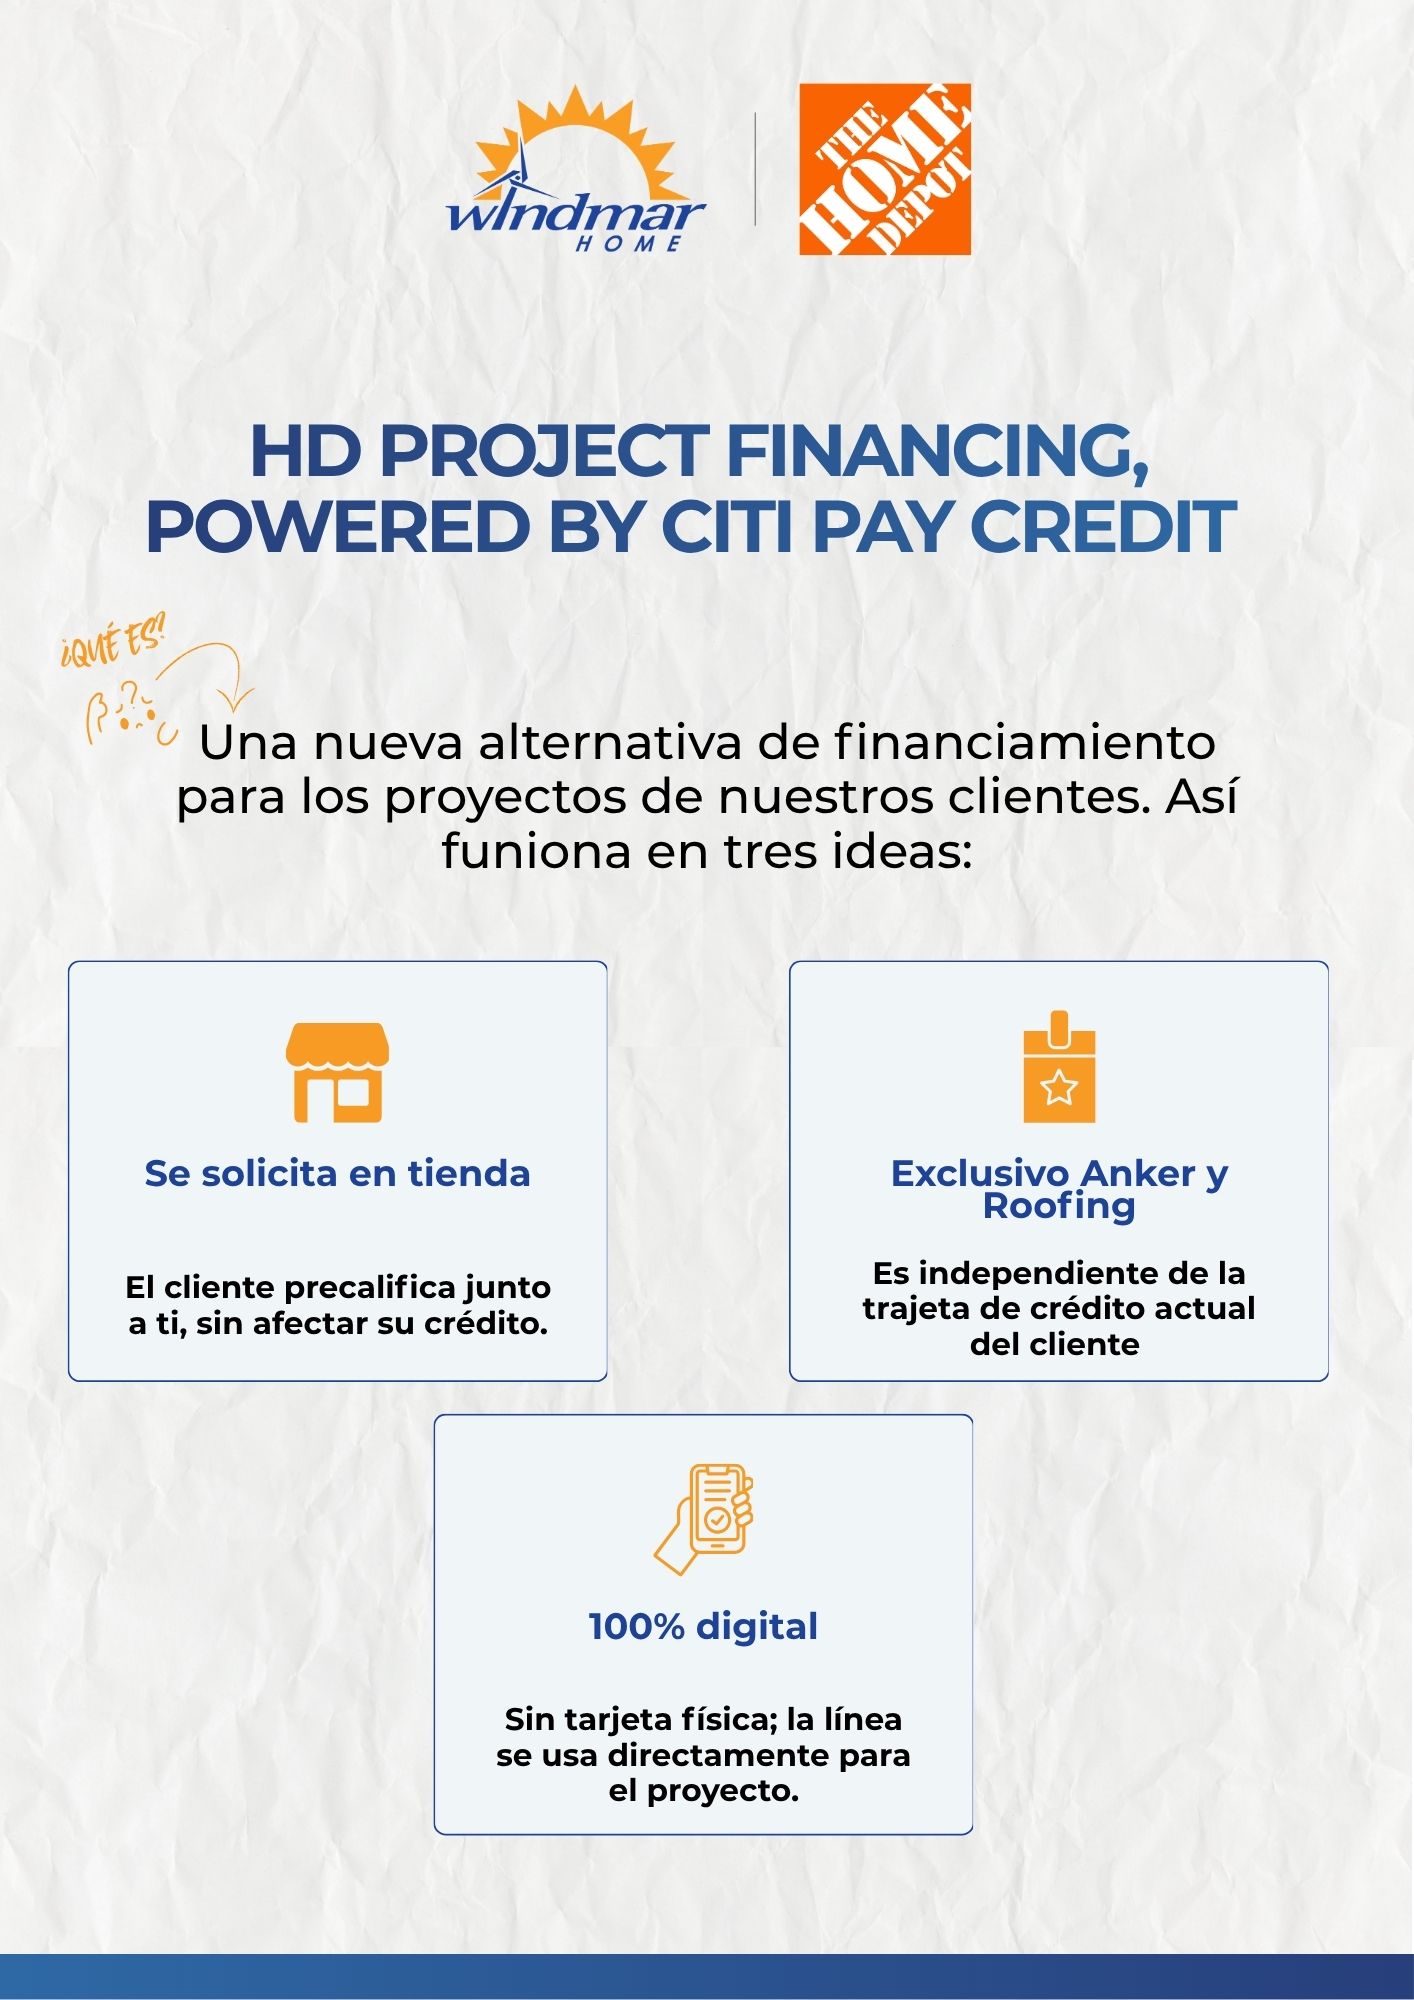 wIndmar
HOME
THE
HOME
DEPOT
HD PROJECT FINANCING,
POWERED BY CITI PAY CREDIT
¿QUÉ ES?
Una nueva alternativa de financiamiento
para los proyectos de nuestros clientes. Así
funiona en tres ideas:
Se solicita en tienda
El cliente precalifica junto
a ti, sin afectar su crédito.
Exclusivo Anker y
Roofing
Es independiente de la
trajeta de crédito actual
del cliente
100% digital
Sin tarjeta física; la línea
se usa directamente para
el proyecto.